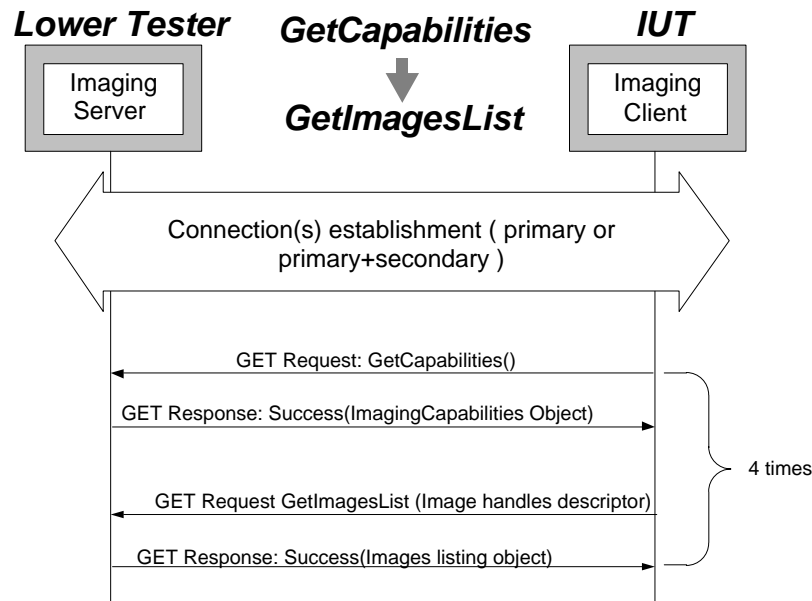 Lower Tester
GetCapabilities
IUT
Imaging
Server
Imaging
Client
GetImagesList
Connection(s) establishment ( primary or
primary+secondary )
GET Request: GetCapabilities()
GET Response: Success(ImagingCapabilities Object)
4 times
GET Request GetImagesList (Image handles descriptor)
GET Response: Success(Images listing object)